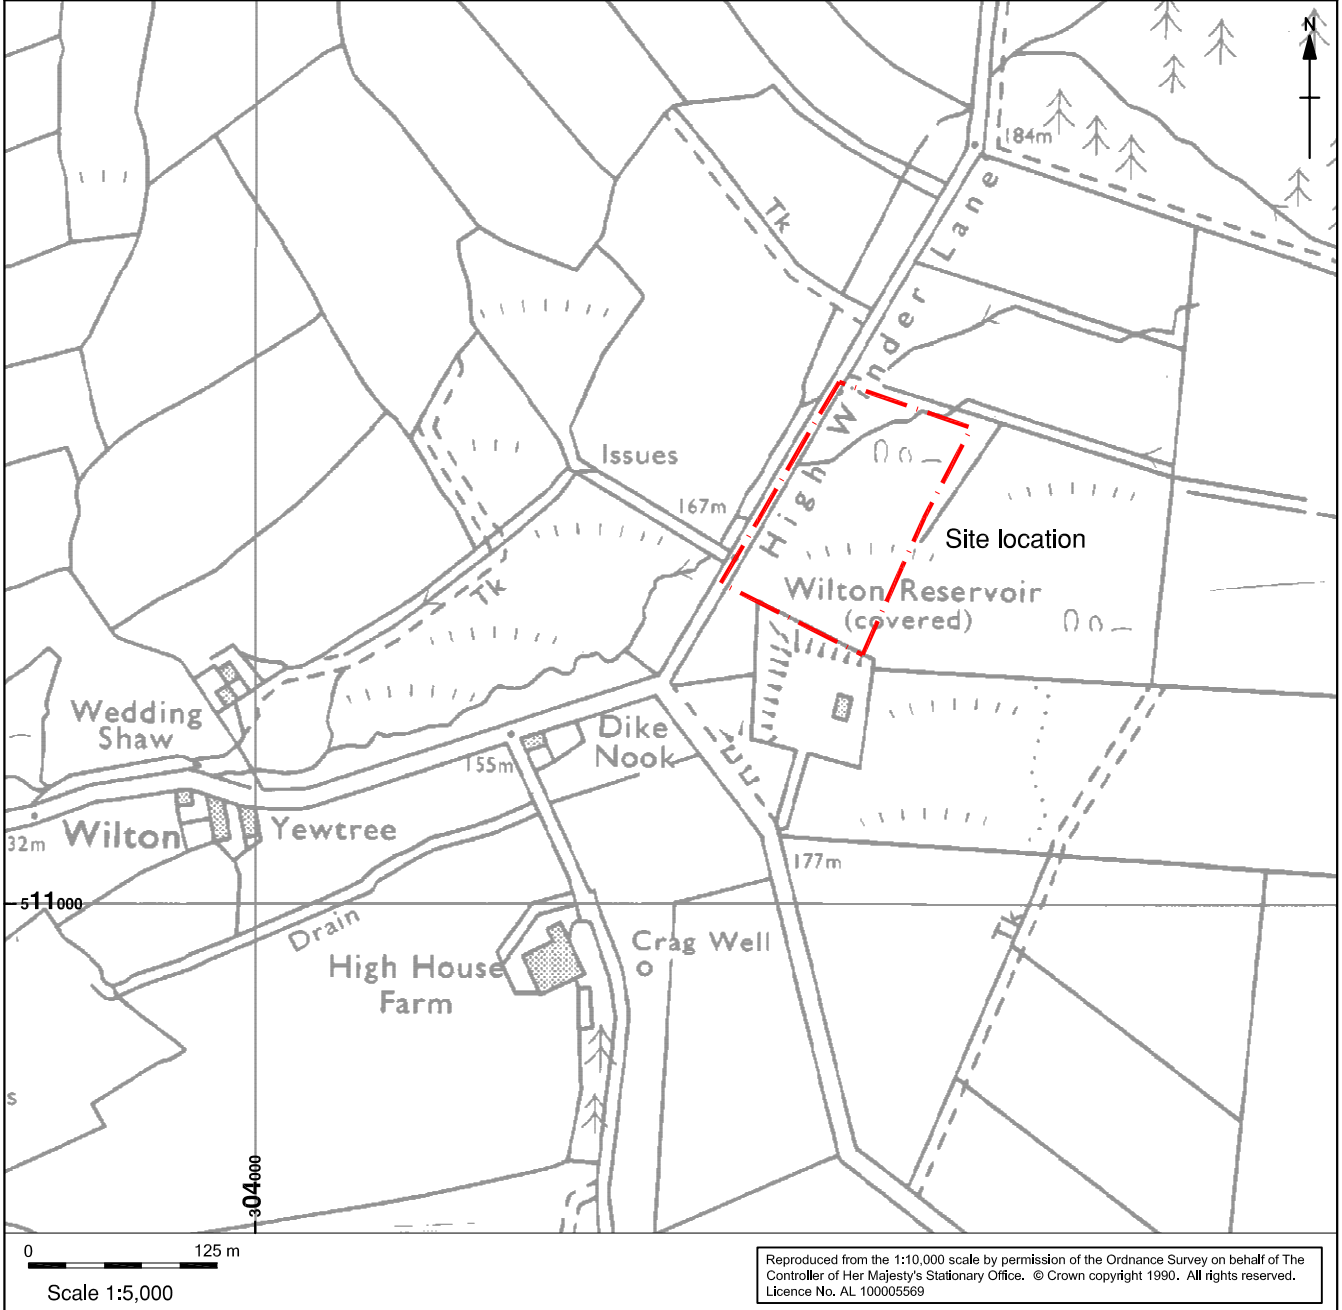 N
184m
Tk
High Winder Lane
Issues
167m
Site location
Wilton Reservoir
(covered)
Tk
Wedding
Shaw
Dike
Nook
155m
32m
Wilton
Yewtree
177m
511000
Drain
Crag Well
Tk
High House
Farm
s
304000
0 125 m
Scale 1:5,000
Reproduced from the 1:10,000 scale by permission of the Ordnance Survey on behalf of The
Controller of Her Majesty's Stationary Office. © Crown copyright 1990. All rights reserved.
Licence No. AL 100005569